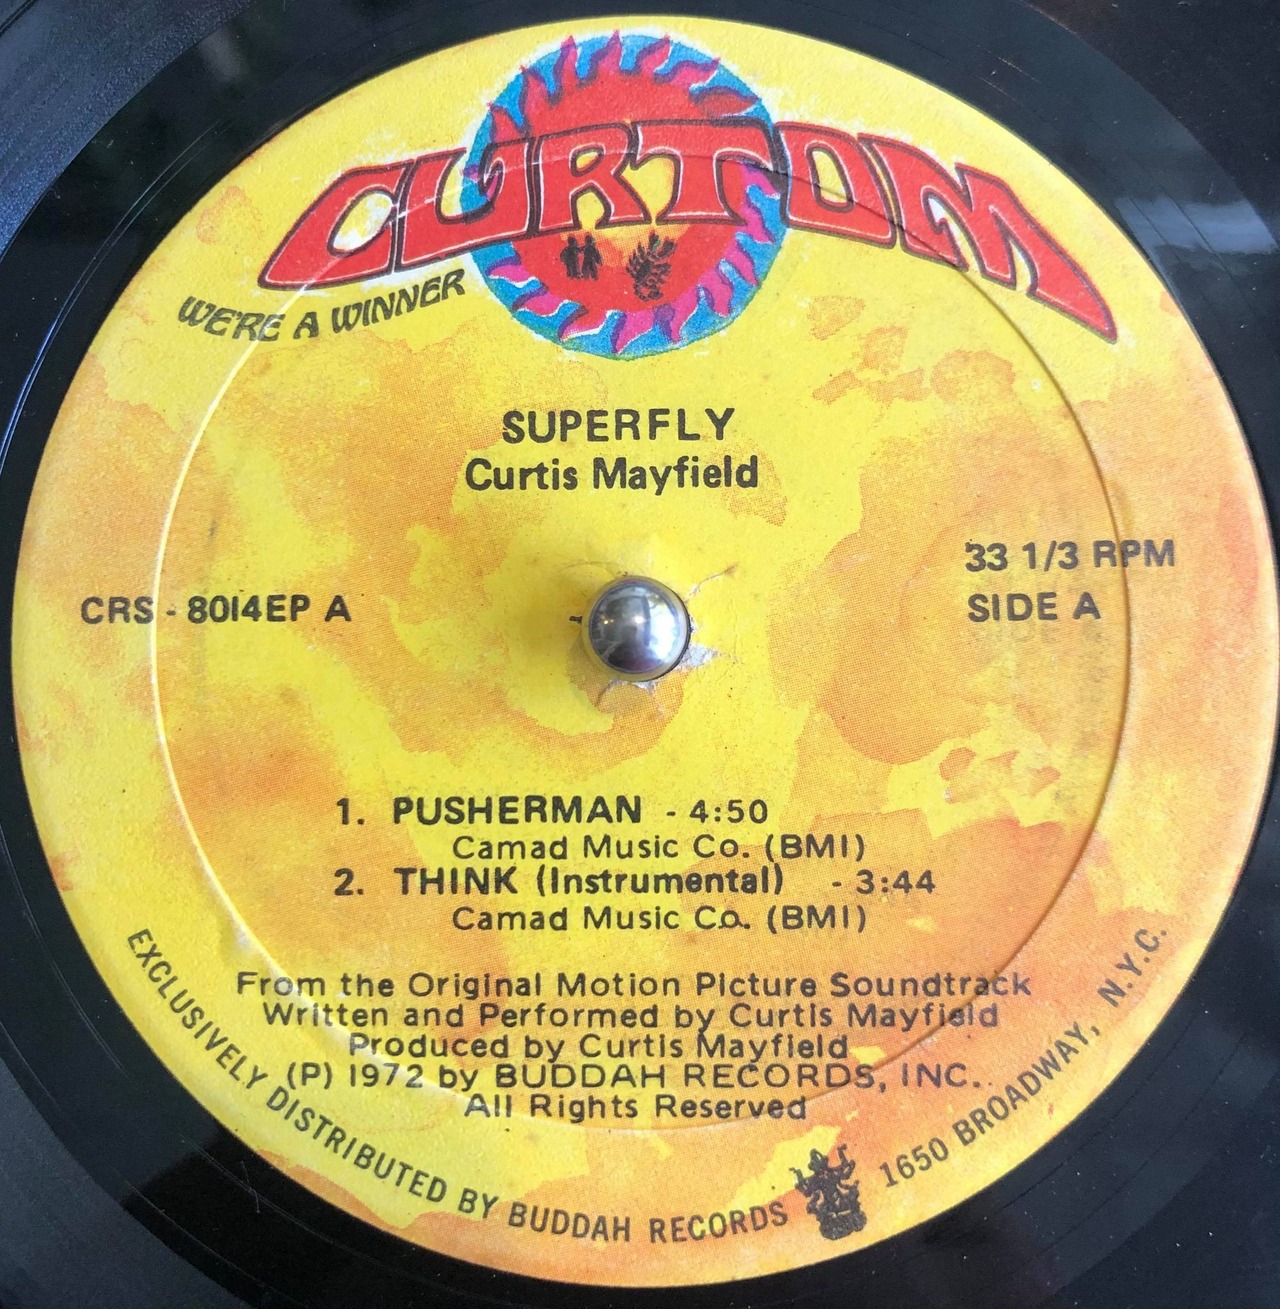 CURTOM
WE'RE A WINNER
SUPERFLY
Curtis Mayfield
33 1/3 RPM
CRS - 8014EP A
SIDE A
1. PUSHERMAN - 4:50
Camad Music Co. (BMI)
2. THINK (Instrumental) - 3:44
Camad Music Co. (BMI)
From the Original Motion Picture Soundtrack
Written and Performed by Curtis Mayfield
Produced by Curtis Mayfield
(P) 1972 by BUDDAH RECORDS, INC.
All Rights Reserved
EXCLUSIVELY DISTRIBUTED BY BUDDAH RECORDS 1650 BROADWAY, N.Y.C.